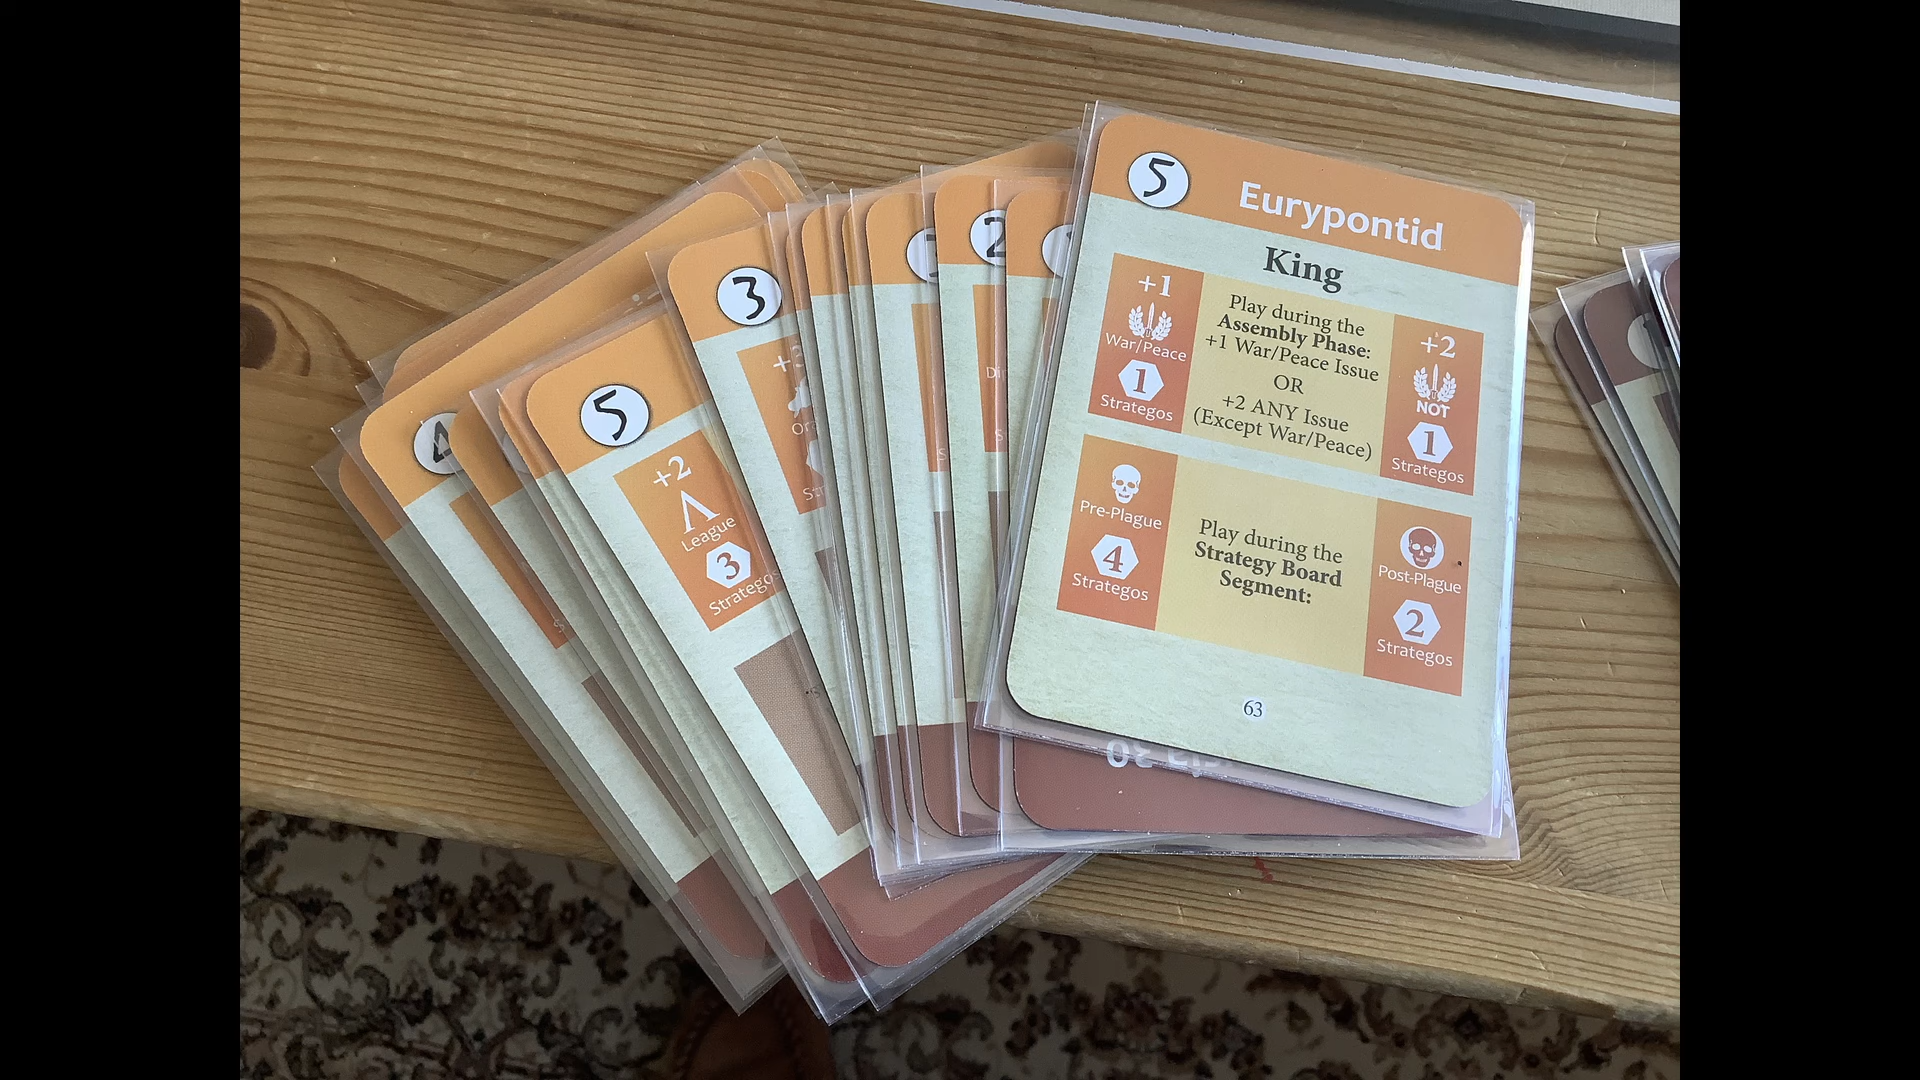 5
Eurypontid
King
+1
War/Peace
1
Strategos
Play during the
Assembly Phase:
+1 War/Peace Issue
OR
+2 ANY Issue
(Except War/Peace)
+2
NOT
1
Strategos
Pre-Plague
4
Strategos
Play during the
Strategy Board
Segment:
Post-Plague
2
Strategos
63
2
3
+3
5
+2
Λ
League
3
Strategos
4